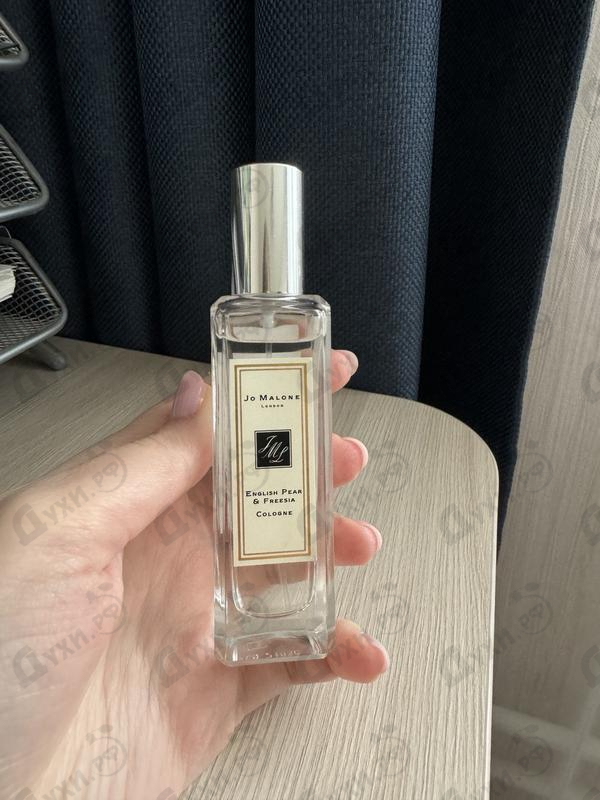 Jo Malone
London
JML
English Pear
& Freesia
Cologne
Духи.рф